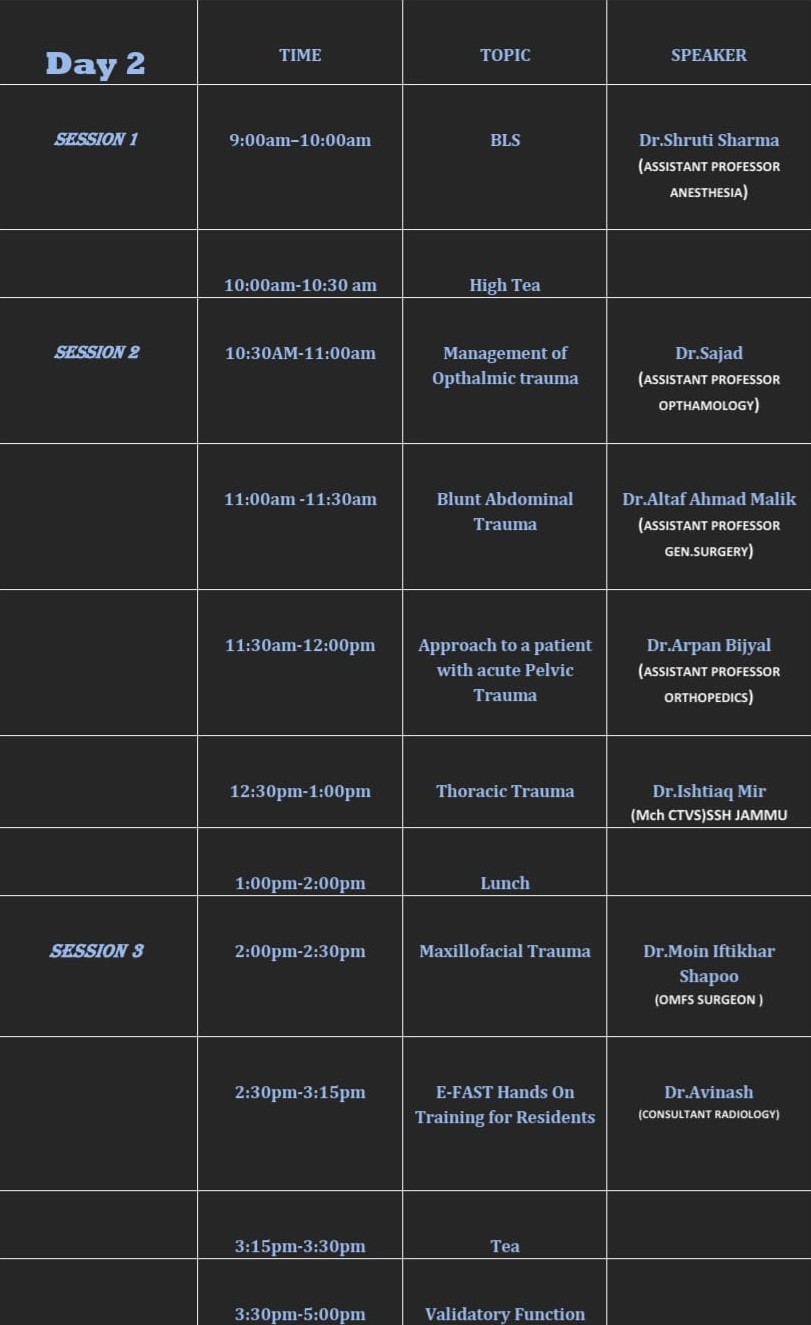 Day 2
TIME
TOPIC
SPEAKER
SESSION 1
9:00am–10:00am
BLS
Dr.Shruti Sharma
(ASSISTANT PROFESSOR
ANESTHESIA)
10:00am-10:30 am
High Tea
SESSION 2
10:30AM-11:00am
Management of
Opthalmic trauma
Dr.Sajad
(ASSISTANT PROFESSOR
OPTHAMOLOGY)
11:00am -11:30am
Blunt Abdominal
Trauma
Dr.Altaf Ahmad Malik
(ASSISTANT PROFESSOR
GEN.SURGERY)
11:30am-12:00pm
Approach to a patient
with acute Pelvic
Trauma
Dr.Arpan Bijyal
(ASSISTANT PROFESSOR
ORTHOPEDICS)
12:30pm-1:00pm
Thoracic Trauma
Dr.Ishtiaq Mir
(Mch CTVS)SSH JAMMU
1:00pm-2:00pm
Lunch
SESSION 3
2:00pm-2:30pm
Maxillofacial Trauma
Dr.Moin Iftikhar
Shapoo
(OMFS SURGEON )
2:30pm-3:15pm
E-FAST Hands On
Training for Residents
Dr.Avinash
(CONSULTANT RADIOLOGY)
3:15pm-3:30pm
Tea
3:30pm-5:00pm
Validatory Function